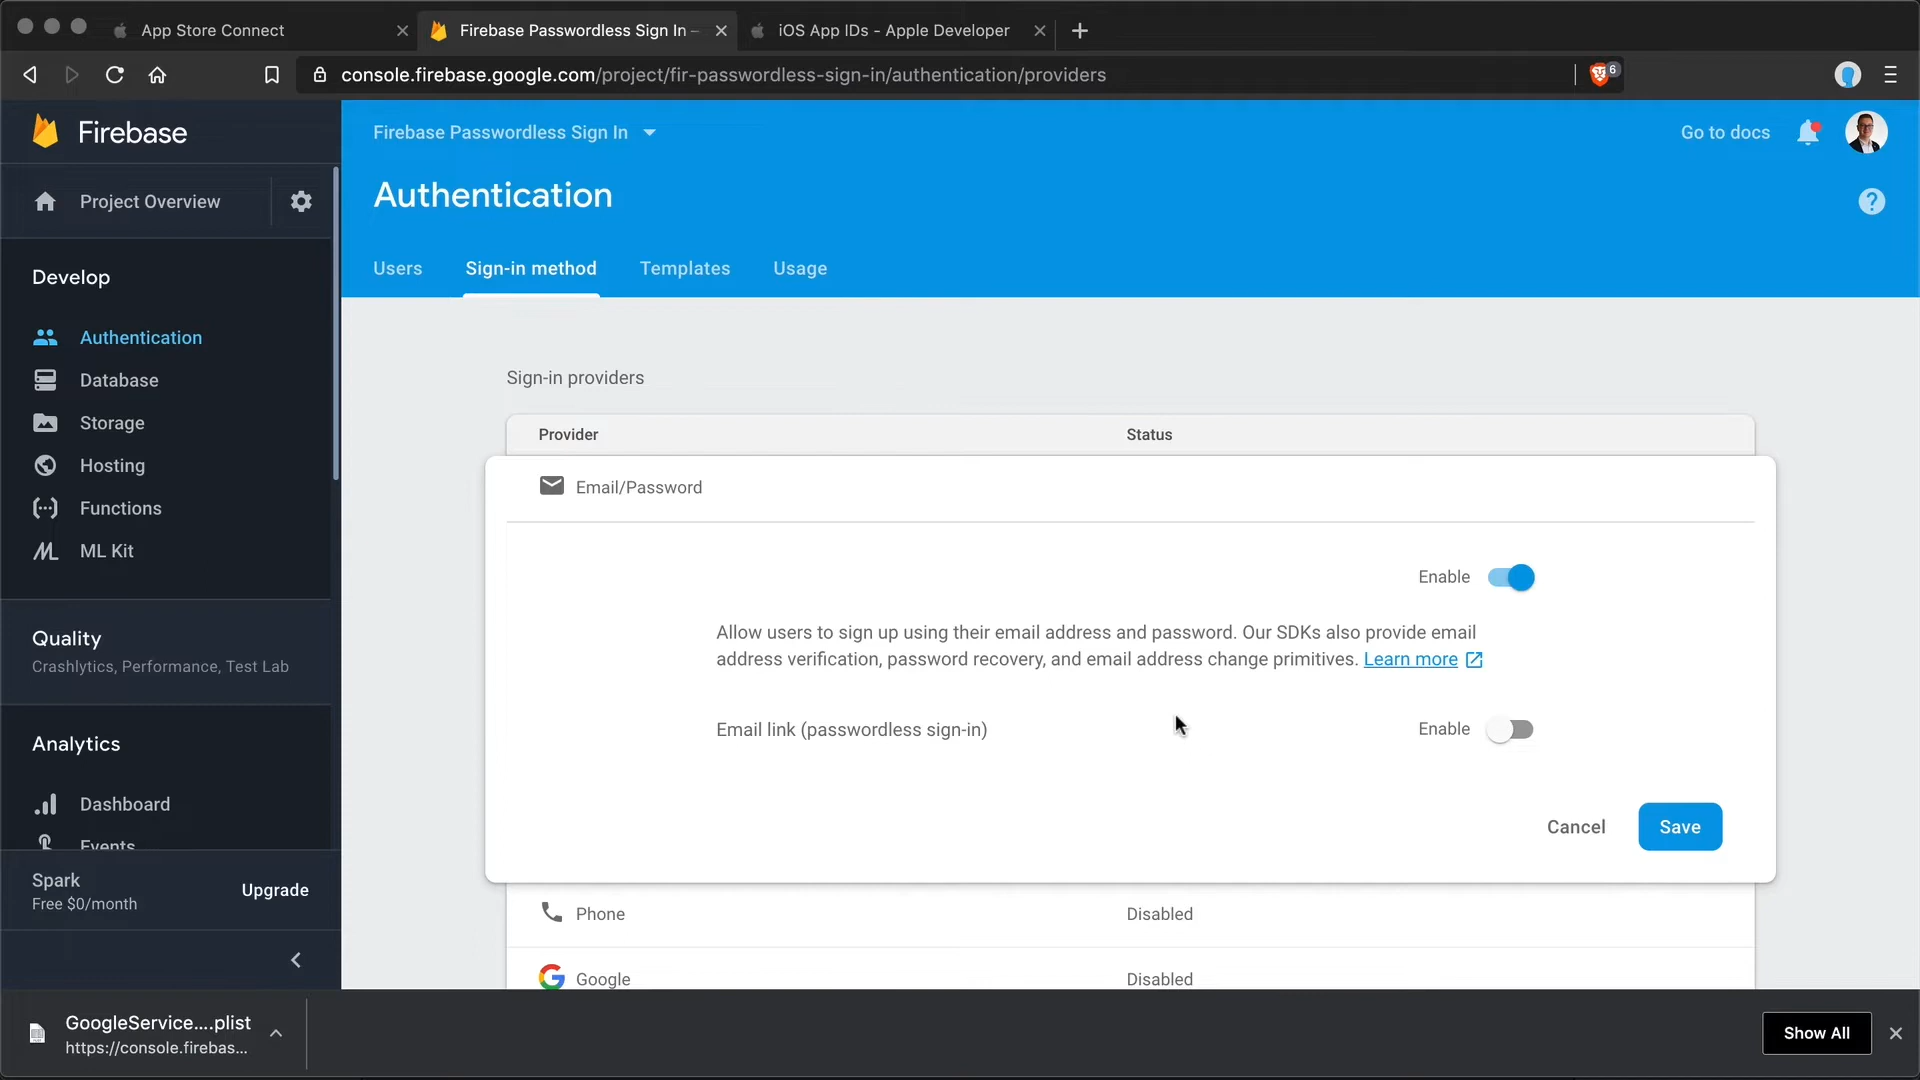 App Store Connect
Firebase Passwordless Sign In –
iOS App IDs - Apple Developer
console.firebase.google.com/project/fir-passwordless-sign-in/authentication/providers
6
Firebase
Firebase Passwordless Sign In
Go to docs
Project Overview
Authentication
?
Users
Sign-in method
Templates
Usage
Develop
Authentication
Database
Storage
Hosting
Functions
ML Kit
Quality
Crashlytics, Performance, Test Lab
Analytics
Dashboard
Events
Spark
Free $0/month
Upgrade
Sign-in providers
Provider
Status
Email/Password
Enable
Allow users to sign up using their email address and password. Our SDKs also provide email
address verification, password recovery, and email address change primitives. Learn more
Email link (passwordless sign-in)
Enable
Cancel
Save
Phone
Disabled
Google
Disabled
GoogleService....plist
https://console.firebas...
Show All